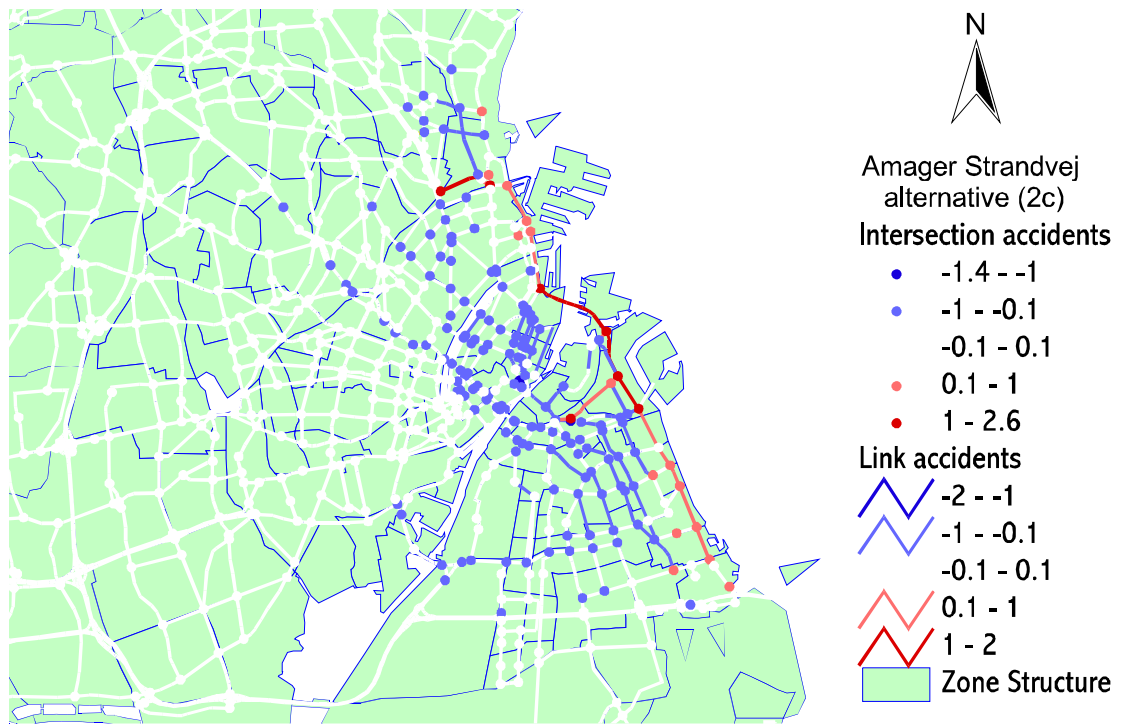 N
Amager Strandvej
alternative (2c)
Intersection accidents
-1.4 - -1
-1 - -0.1
-0.1 - 0.1
0.1 - 1
1 - 2.6
Link accidents
-2 - -1
-1 - -0.1
-0.1 - 0.1
0.1 - 1
1 - 2
Zone Structure